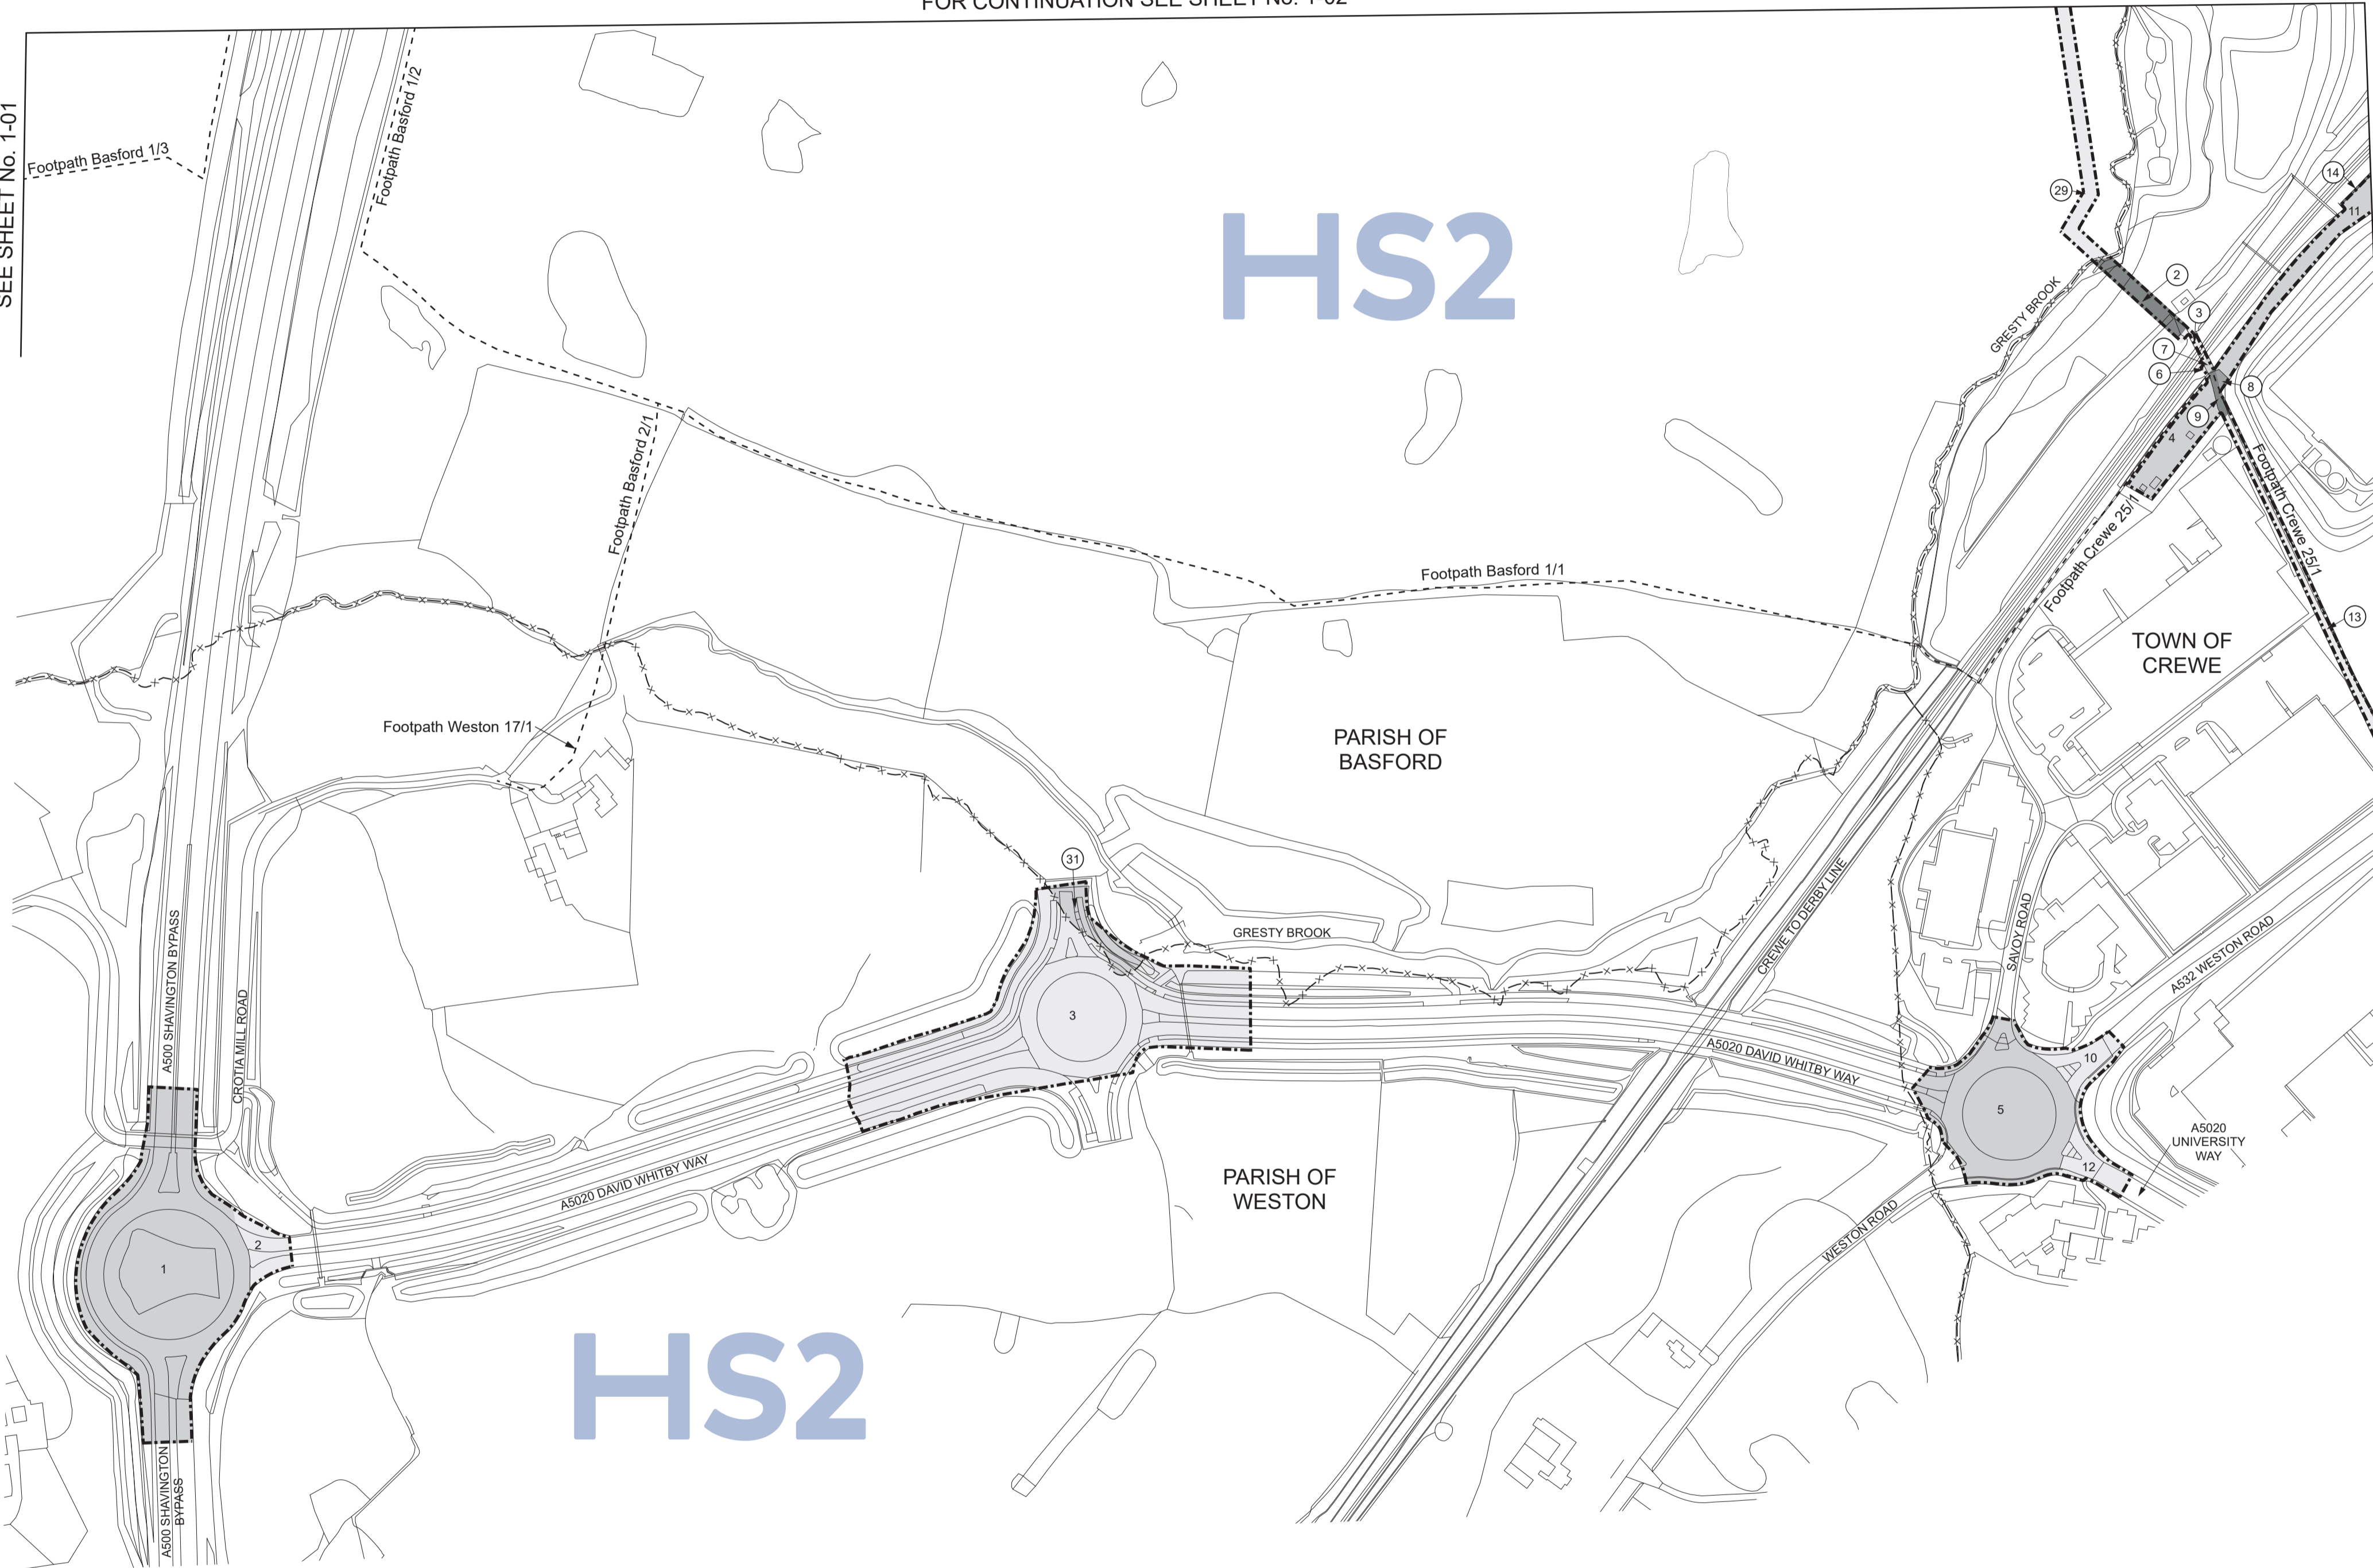 FOR CONTINUATION SEE SHEET No. 1-02
SEE SHEET No. 1-01
Footpath Basford 1/3
Footpath Basford 1/2
HS2
29
14
11
2
3
7
6
8
9
4
GRESTY BROOK
Footpath Basford 2/1
Footpath Crewe 25/1
Footpath Crewe 25/1
Footpath Basford 1/1
13
TOWN OF
CREWE
Footpath Weston 17/1
PARISH OF
BASFORD
31
GRESTY BROOK
CREWE TO DERBY LINE
SAVOY ROAD
A532 WESTON ROAD
A500 SHAVINGTON BYPASS
CROTIA MILL ROAD
3
A5020 DAVID WHITBY WAY
10
5
A5020
UNIVERSITY
WAY
12
A5020 DAVID WHITBY WAY
PARISH OF
WESTON
WESTON ROAD
2
1
HS2
A500 SHAVINGTON
BYPASS